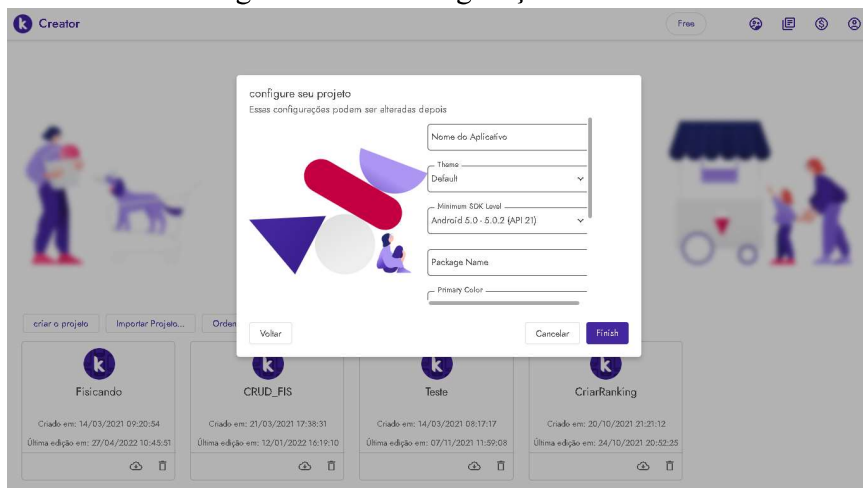 Creator
Free
configure seu projeto
Essas configurações podem ser alteradas depois
Nome do Aplicativo
Theme
Default
Minimum SDK Level
Android 5.0 - 5.0.2 (API 21)
Package Name
Primary Color
Voltar
Cancelar
Finish
criar o projeto
Importar Projeto...
Orden
Fisicando
Criado em: 14/03/2021 09:20:54
Última edição em: 27/04/2022 10:45:51
CRUD_FIS
Criado em: 21/03/2021 17:38:31
Última edição em: 12/01/2022 16:19:10
Teste
Criado em: 14/03/2021 08:17:17
Última edição em: 07/11/2021 11:59:08
CriarRanking
Criado em: 20/10/2021 21:21:12
Última edição em: 24/10/2021 20:52:25